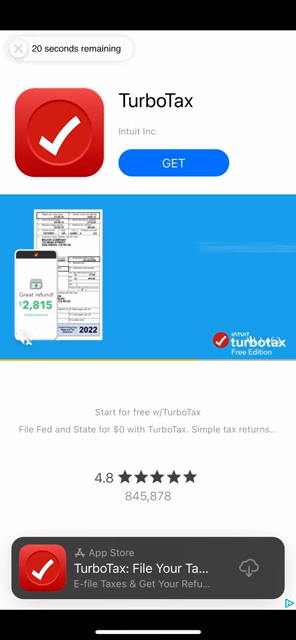 20 seconds remaining
TurboTax
Intuit Inc.
GET
Great refund!
$2,815
Federal Refund
2022
INTUIT
turbotax
Free Edition
Start for free w/TurboTax
File Fed and State for $0 with TurboTax. Simple tax returns...
4.8 ★★★★★
845,878
App Store
TurboTax: File Your Ta...
E-file Taxes & Get Your Refu...